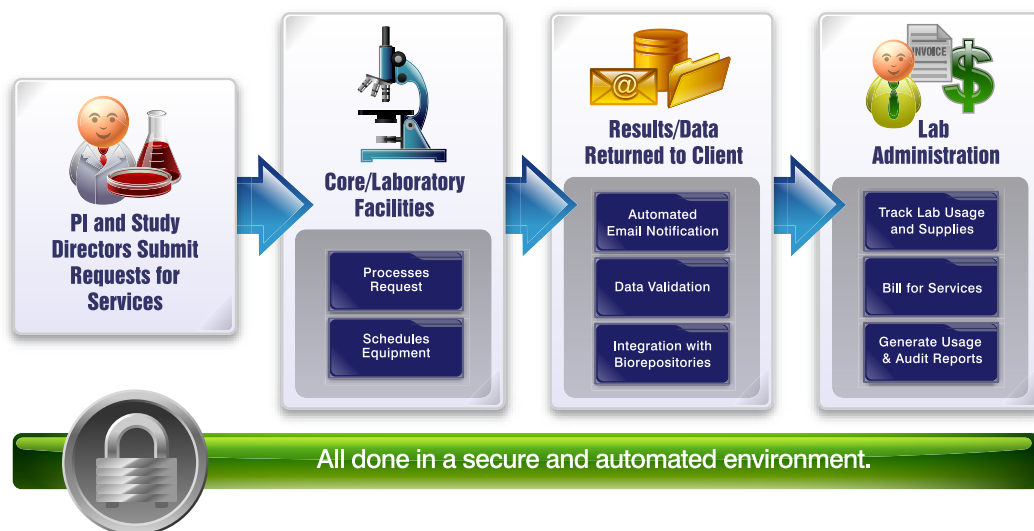 PI and Study
Directors Submit
Requests for
Services
Core/Laboratory
Facilities
Processes
Request
Schedules
Equipment
@
Results/Data
Returned to Client
Automated
Email Notification
Data Validation
Integration with
Biorepositories
INVOICE
$
Lab
Administration
Track Lab Usage
and Supplies
Bill for Services
Generate Usage
& Audit Reports
All done in a secure and automated environment.